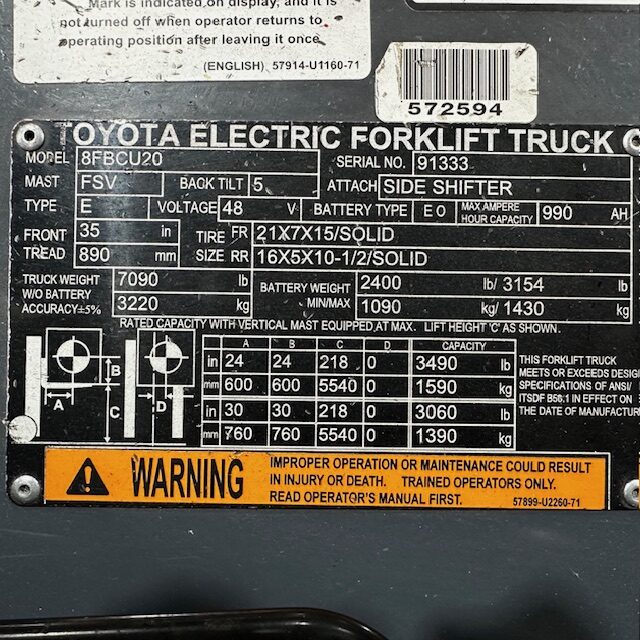 Mark is indicated on display, and it is
not turned off when operator returns to
operating position after leaving it once
(ENGLISH) 57914-U1160-71
572594
OYOTA ELECTRIC FORKLIFT TRUCK
MODEL 8FBCU20 SERIAL NO. 91333
MAST FSV BACK TILT 5 ATTACH SIDE SHIFTER
TYPE E VOLTAGE 48 V BATTERY TYPE E O MAX AMPERE HOUR CAPACITY 990 AH
FRONT TREAD 35 in TIRE SIZE FR 21X7X15/SOLID
890 mm RR 16X5X10-1/2/SOLID
TRUCK WEIGHT W/O BATTERY ACCURACY±5% 7090 lb BATTERY WEIGHT MIN/MAX 2400 lb/ 3154 lb
3220 kg 1090 kg/ 1430 kg
RATED CAPACITY WITH VERTICAL MAST EQUIPPED,AT MAX. LIFT HEIGHT 'C' AS SHOWN.
A B C D CAPACITY
in 24 24 218 0 3490 lb
mm 600 600 5540 0 1590 kg
in 30 30 218 0 3060 lb
mm 760 760 5540 0 1390 kg
A B C D
THIS FORKLIFT TRUCK
MEETS OR EXCEEDS DESIG
SPECIFICATIONS OF ANSI/
ITSDF B56.1 IN EFFECT ON
THE DATE OF MANUFACTUR
WARNING
IMPROPER OPERATION OR MAINTENANCE COULD RESULT
IN INJURY OR DEATH. TRAINED OPERATORS ONLY.
READ OPERATOR'S MANUAL FIRST. 57899-U2260-71